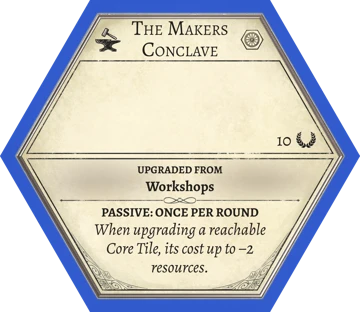 The Makers
Conclave
10
UPGRADED FROM
Workshops
PASSIVE: ONCE PER ROUND
When upgrading a reachable
Core Tile, its cost up to –2
resources.